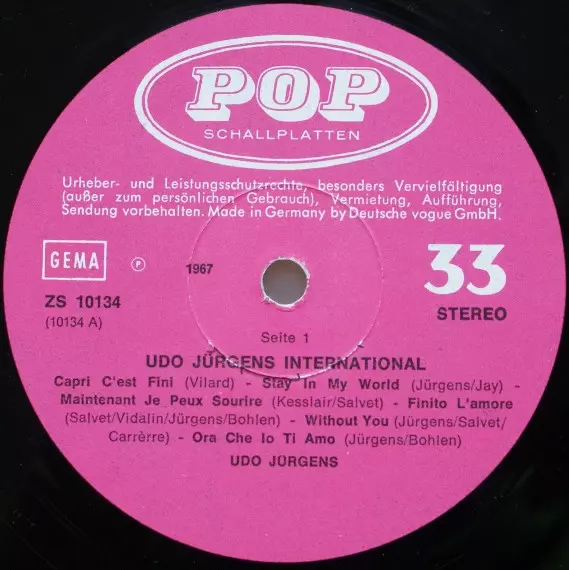 POP
SCHALLPLATTEN
Urheber- und Leistungsschutzrechte, besonders Vervielfältigung
(außer zum persönlichen Gebrauch), Vermietung, Aufführung,
Sendung vorbehalten. Made in Germany by Deutsche vogue GmbH.
GEMA
℗
1967
33
ZS 10134
(10134 A)
STEREO
Seite 1
UDO JÜRGENS INTERNATIONAL
Capri C'est Fini (Vilard) - Stay In My World (Jürgens/Jay) -
Maintenant Je Peux Sourire (Kesslair/Salvet) - Finito L'amore
(Salvet/Vidalin/Jürgens/Bohlen) - Without You (Jürgens/Salvet/
Carrèrre) - Ora Che Io Ti Amo (Jürgens/Bohlen)
UDO JÜRGENS